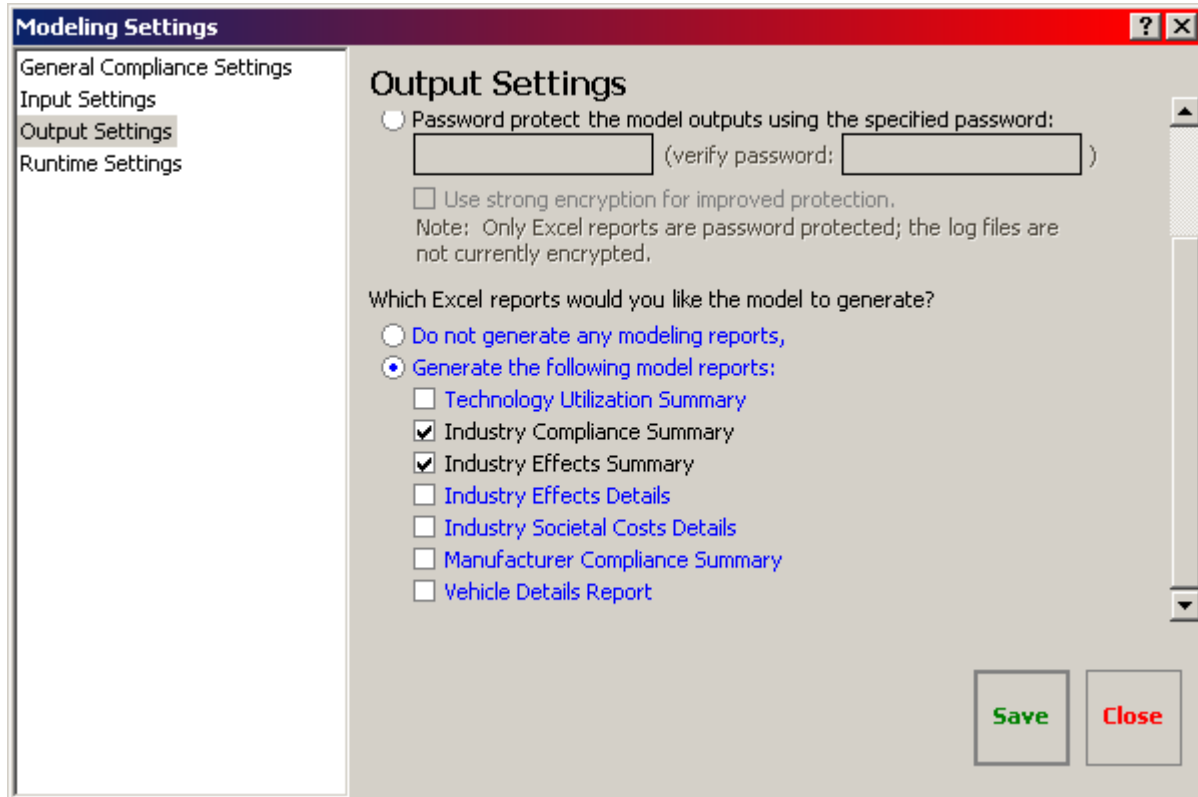 Modeling Settings
General Compliance Settings
Input Settings
Output Settings
Runtime Settings
Output Settings
Password protect the model outputs using the specified password:
(verify password: )
Use strong encryption for improved protection.
Note: Only Excel reports are password protected; the log files are
not currently encrypted.
Which Excel reports would you like the model to generate?
Do not generate any modeling reports,
Generate the following model reports:
Technology Utilization Summary
Industry Compliance Summary
Industry Effects Summary
Industry Effects Details
Industry Societal Costs Details
Manufacturer Compliance Summary
Vehicle Details Report
Save Close